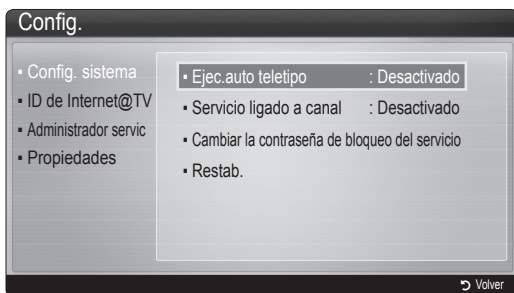 Config.
▪ Config. sistema
▪ ID de Internet@TV
▪ Administrador servic
▪ Propiedades
▪ Ejec.auto teletipo : Desactivado
▪ Servicio ligado a canal : Desactivado
▪ Cambiar la contraseña de bloqueo del servicio
▪ Restab.
Volver